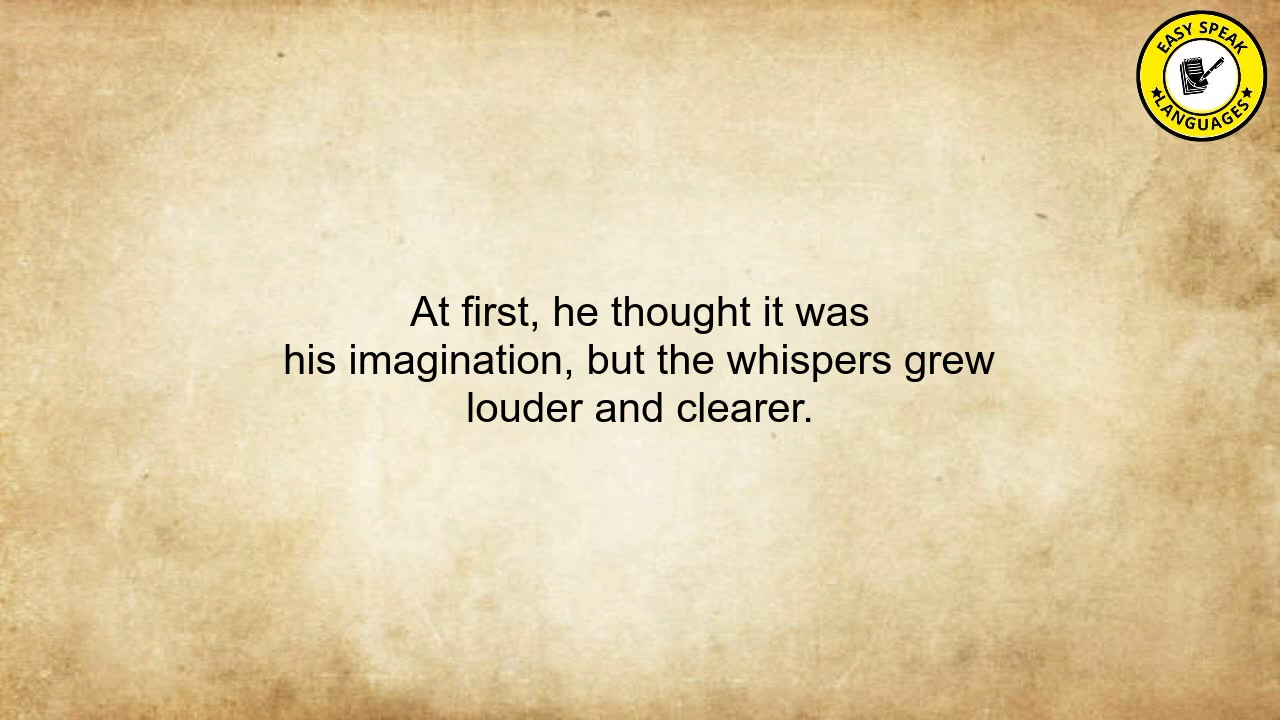 EASY SPEAK
LANGUAGES
At first, he thought it was
his imagination, but the whispers grew
louder and clearer.